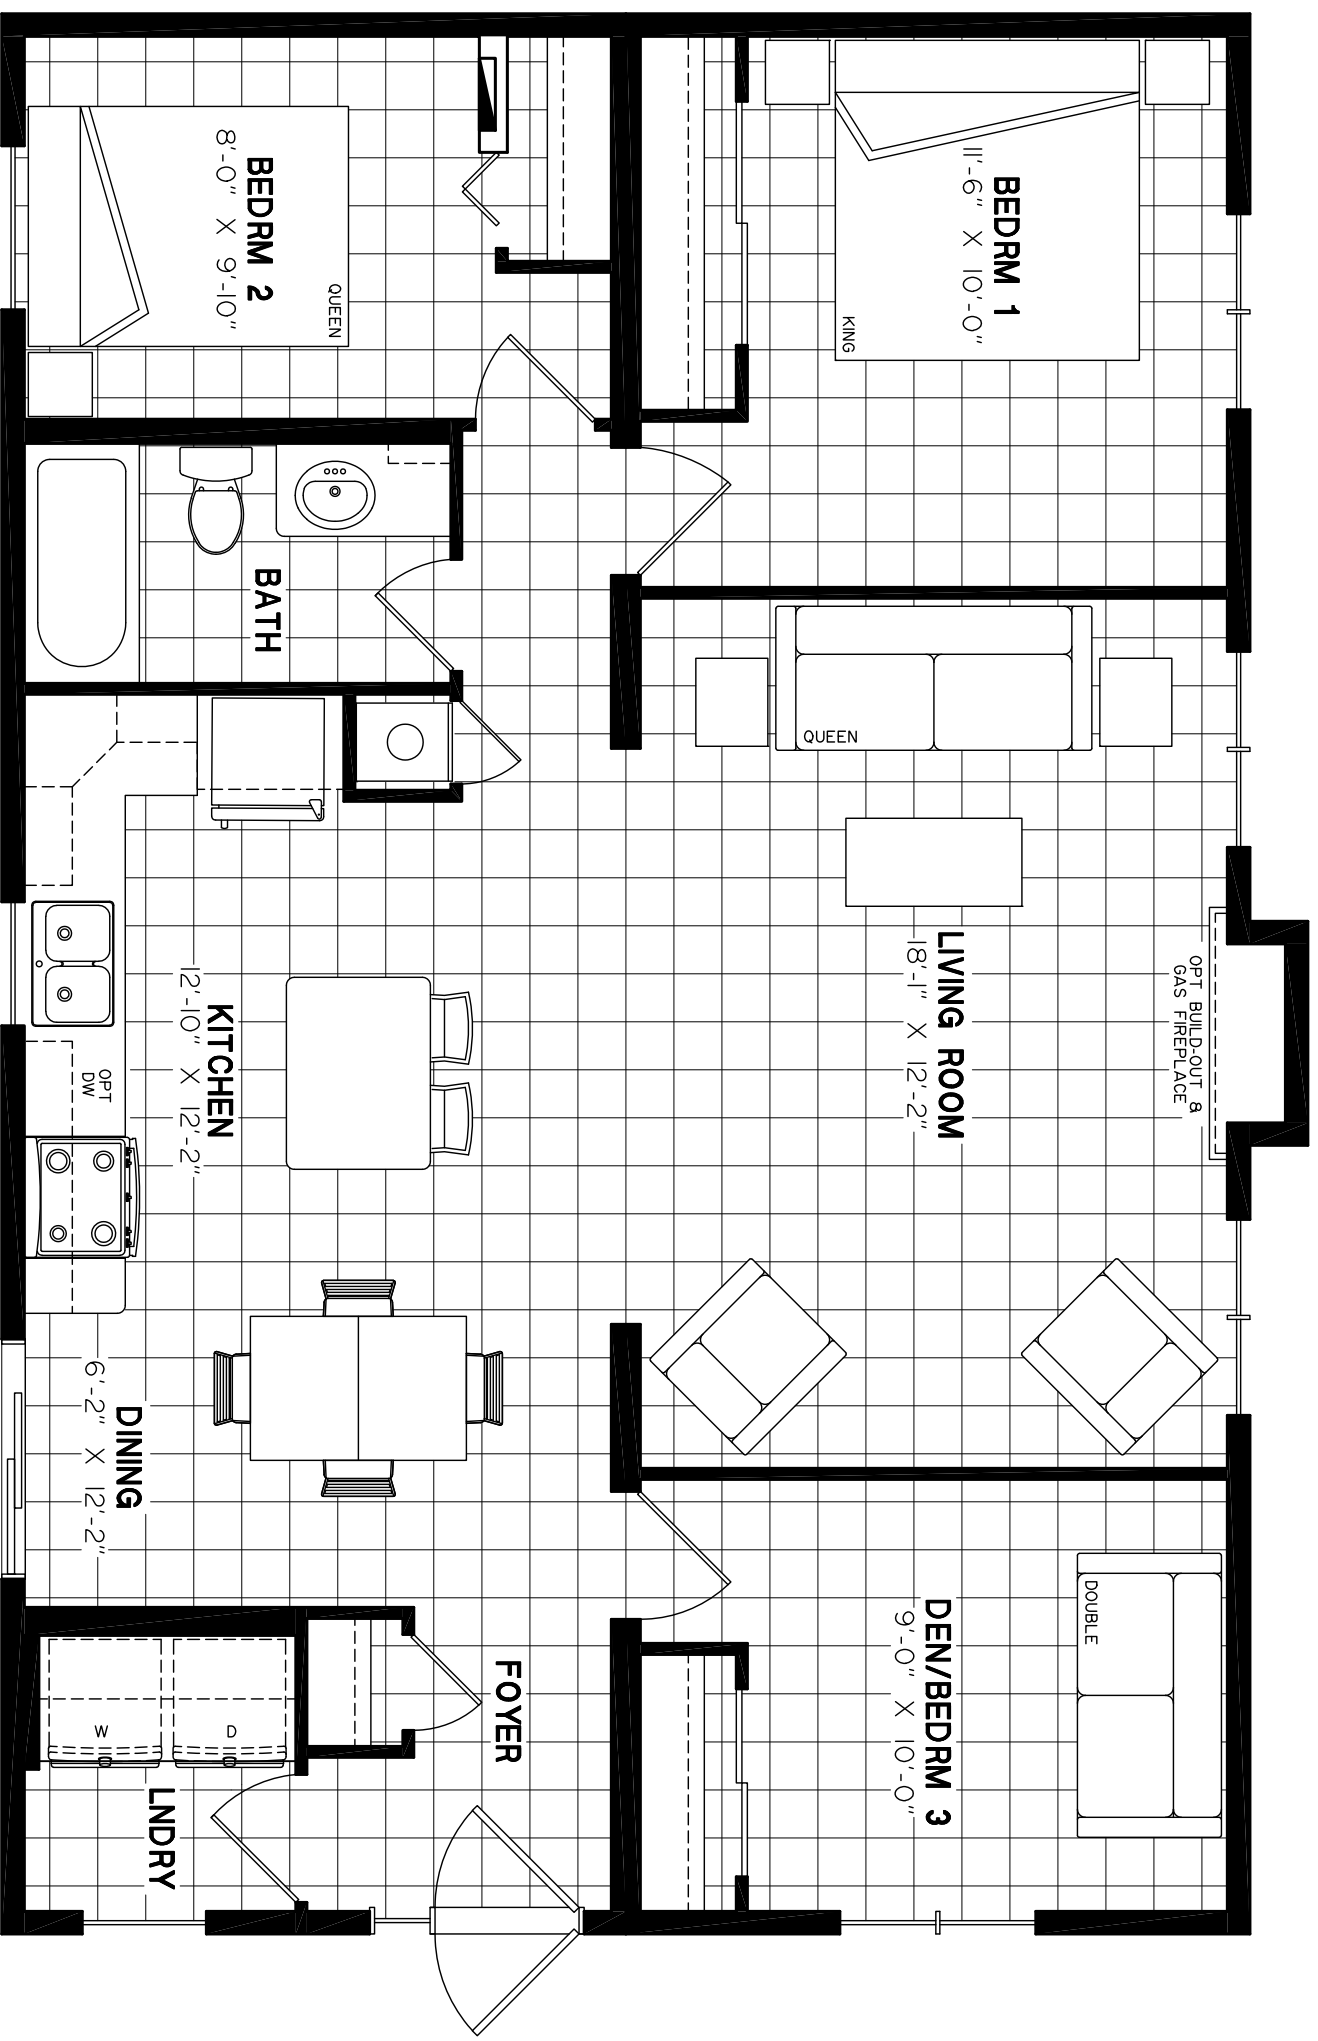 BEDRM 1
11'-6" X 10'-0"
KING
BEDRM 2
8'-0" X 9'-10"
QUEEN
BATH
QUEEN
LIVING ROOM
18'-1" X 12'-2"
OPT BUILD-OUT &
GAS FIREPLACE
KITCHEN
12'-10" X 12'-2"
OPT
DW
DINING
6'-2" X 12'-2"
DEN/BEDRM 3
9'-0" X 10'-0"
DOUBLE
FOYER
D
W
LNDRY